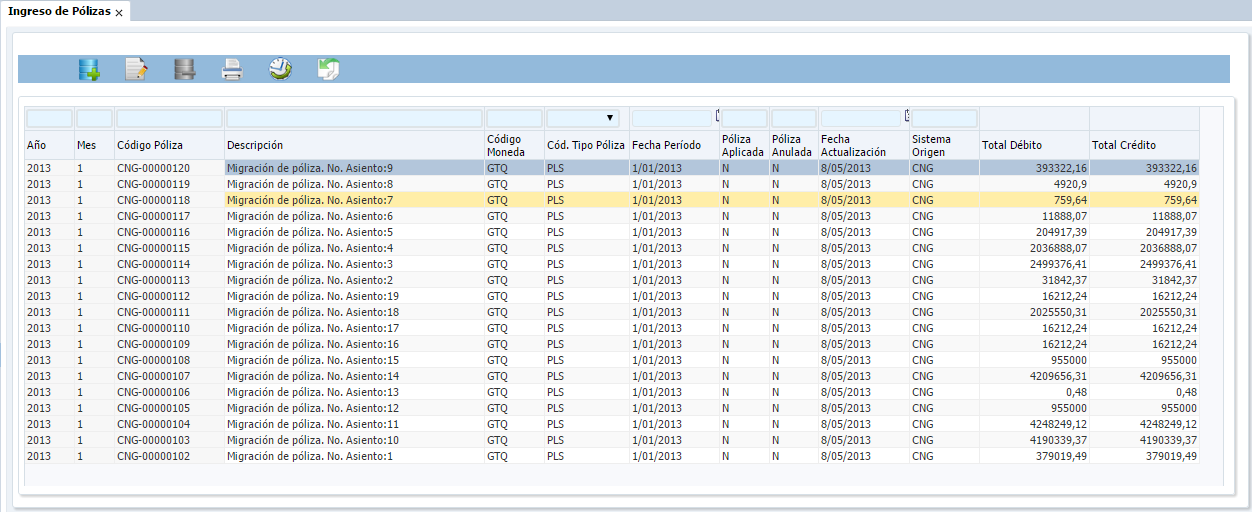 Ingreso de Pólizas x
Año Mes Código Póliza Descripción Código Moneda Cód. Tipo Póliza Fecha Período Póliza Aplicada Póliza Anulada Fecha Actualización Sistema Origen Total Débito Total Crédito
2013 1 CNG-00000120 Migración de póliza. No. Asiento:9 GTQ PLS 1/01/2013 N N 8/05/2013 CNG 393322,16 393322,16
2013 1 CNG-00000119 Migración de póliza. No. Asiento:8 GTQ PLS 1/01/2013 N N 8/05/2013 CNG 4920,9 4920,9
2013 1 CNG-00000118 Migración de póliza. No. Asiento:7 GTQ PLS 1/01/2013 N N 8/05/2013 CNG 759,64 759,64
2013 1 CNG-00000117 Migración de póliza. No. Asiento:6 GTQ PLS 1/01/2013 N N 8/05/2013 CNG 11888,07 11888,07
2013 1 CNG-00000116 Migración de póliza. No. Asiento:5 GTQ PLS 1/01/2013 N N 8/05/2013 CNG 204917,39 204917,39
2013 1 CNG-00000115 Migración de póliza. No. Asiento:4 GTQ PLS 1/01/2013 N N 8/05/2013 CNG 2036888,07 2036888,07
2013 1 CNG-00000114 Migración de póliza. No. Asiento:3 GTQ PLS 1/01/2013 N N 8/05/2013 CNG 2499376,41 2499376,41
2013 1 CNG-00000113 Migración de póliza. No. Asiento:2 GTQ PLS 1/01/2013 N N 8/05/2013 CNG 31842,37 31842,37
2013 1 CNG-00000112 Migración de póliza. No. Asiento:19 GTQ PLS 1/01/2013 N N 8/05/2013 CNG 16212,24 16212,24
2013 1 CNG-00000111 Migración de póliza. No. Asiento:18 GTQ PLS 1/01/2013 N N 8/05/2013 CNG 2025550,31 2025550,31
2013 1 CNG-00000110 Migración de póliza. No. Asiento:17 GTQ PLS 1/01/2013 N N 8/05/2013 CNG 16212,24 16212,24
2013 1 CNG-00000109 Migración de póliza. No. Asiento:16 GTQ PLS 1/01/2013 N N 8/05/2013 CNG 16212,24 16212,24
2013 1 CNG-00000108 Migración de póliza. No. Asiento:15 GTQ PLS 1/01/2013 N N 8/05/2013 CNG 955000 955000
2013 1 CNG-00000107 Migración de póliza. No. Asiento:14 GTQ PLS 1/01/2013 N N 8/05/2013 CNG 4209656,31 4209656,31
2013 1 CNG-00000106 Migración de póliza. No. Asiento:13 GTQ PLS 1/01/2013 N N 8/05/2013 CNG 0,48 0,48
2013 1 CNG-00000105 Migración de póliza. No. Asiento:12 GTQ PLS 1/01/2013 N N 8/05/2013 CNG 955000 955000
2013 1 CNG-00000104 Migración de póliza. No. Asiento:11 GTQ PLS 1/01/2013 N N 8/05/2013 CNG 4248249,12 4248249,12
2013 1 CNG-00000103 Migración de póliza. No. Asiento:10 GTQ PLS 1/01/2013 N N 8/05/2013 CNG 4190339,37 4190339,37
2013 1 CNG-00000102 Migración de póliza. No. Asiento:1 GTQ PLS 1/01/2013 N N 8/05/2013 CNG 379019,49 379019,49